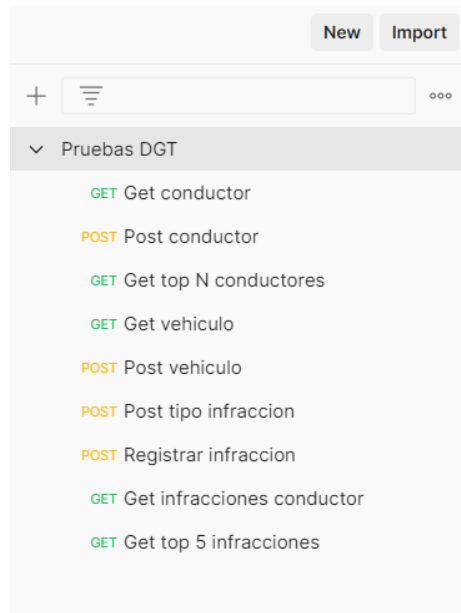 New Import
Pruebas DGT
GET Get conductor
POST Post conductor
GET Get top N conductores
GET Get vehiculo
POST Post vehiculo
POST Post tipo infraccion
POST Registrar infraccion
GET Get infracciones conductor
GET Get top 5 infracciones